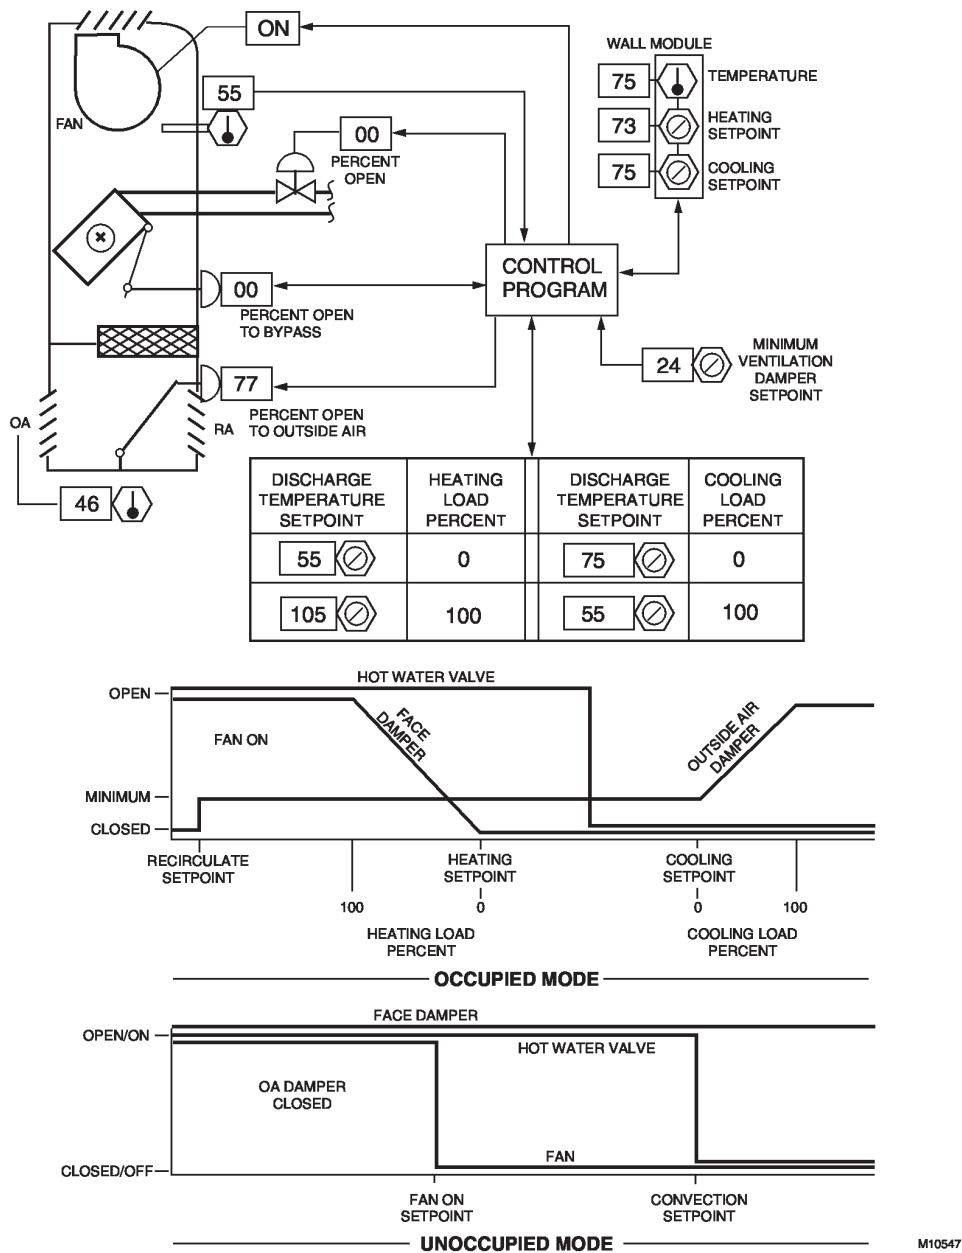 ON
FAN
55
00
PERCENT
OPEN
WALL MODULE
75
TEMPERATURE
73
HEATING
SETPOINT
75
COOLING
SETPOINT
CONTROL
PROGRAM
00
PERCENT OPEN
TO BYPASS
24
MINIMUM
VENTILATION
DAMPER
SETPOINT
77
PERCENT OPEN
TO OUTSIDE AIR
OA
RA
46
DISCHARGE
TEMPERATURE
SETPOINT
HEATING
LOAD
PERCENT
DISCHARGE
TEMPERATURE
SETPOINT
COOLING
LOAD
PERCENT
55
0
75
0
105
100
55
100
HOT WATER VALVE
OPEN
FAN ON
FACE
DAMPER
OUTSIDE AIR
DAMPER
MINIMUM
CLOSED
RECIRCULATE
SETPOINT
HEATING
SETPOINT
COOLING
SETPOINT
100
0
0
100
HEATING LOAD
PERCENT
COOLING LOAD
PERCENT
OCCUPIED MODE
FACE DAMPER
OPEN/ON
HOT WATER VALVE
OA DAMPER
CLOSED
FAN
CLOSED/OFF
FAN ON
SETPOINT
CONVECTION
SETPOINT
UNOCCUPIED MODE
M10547